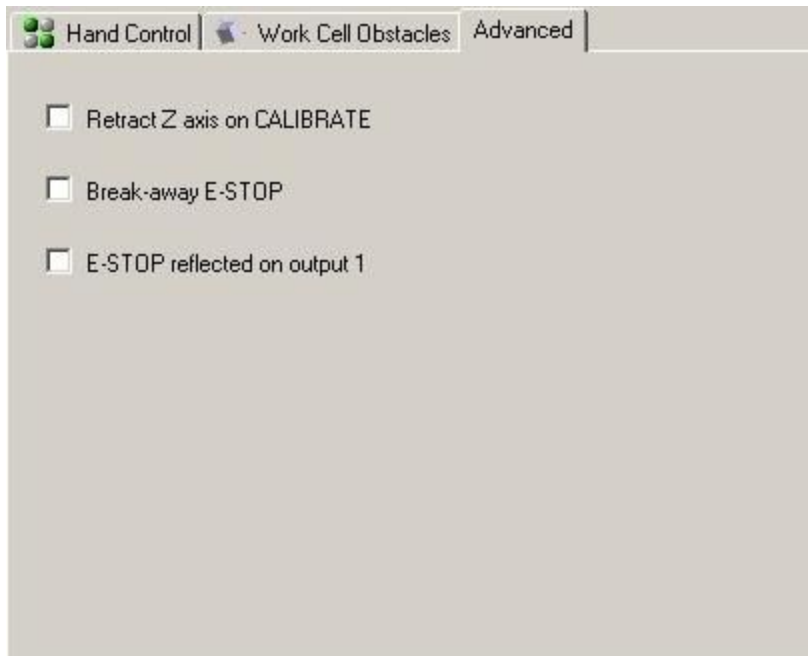 Hand Control Work Cell Obstacles Advanced
Retract Z axis on CALIBRATE
Break-away E-STOP
E-STOP reflected on output 1